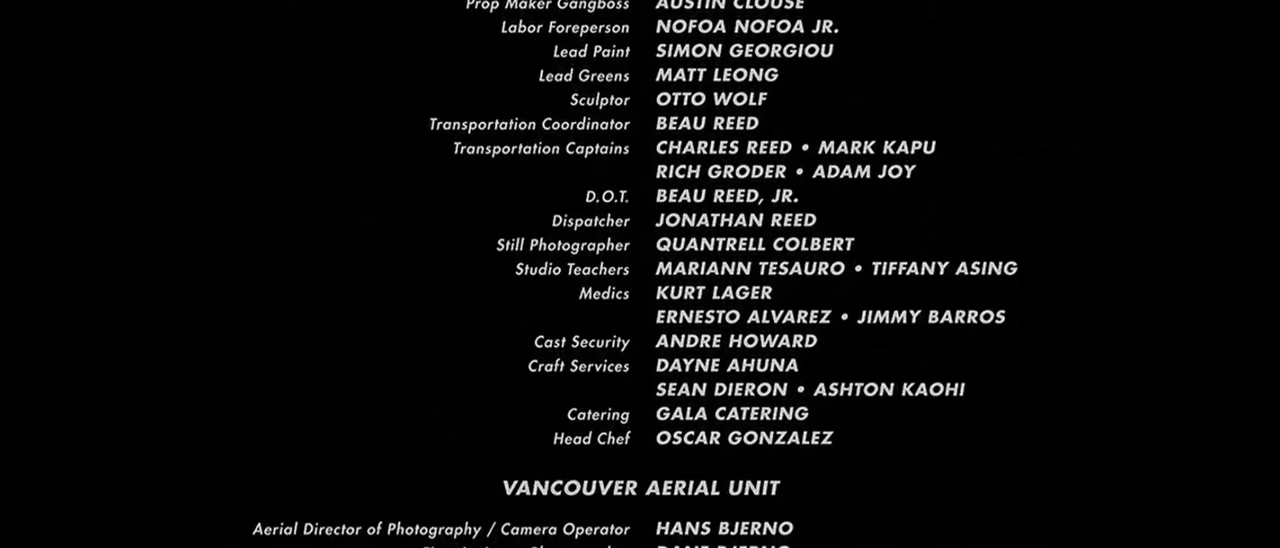 Prop Maker Gangboss AUSTIN CLOUSE
Labor Foreperson NOFOA NOFOA JR.
Lead Paint SIMON GEORGIOU
Lead Greens MATT LEONG
Sculptor OTTO WOLF
Transportation Coordinator BEAU REED
Transportation Captains CHARLES REED • MARK KAPU
RICH GRODER • ADAM JOY
D.O.T. BEAU REED, JR.
Dispatcher JONATHAN REED
Still Photographer QUANTRELL COLBERT
Studio Teachers MARIANN TESAURO • TIFFANY ASING
Medics KURT LAGER
ERNESTO ALVAREZ • JIMMY BARROS
Cast Security ANDRE HOWARD
Craft Services DAYNE AHUNA
SEAN DIERON • ASHTON KAOHI
Catering GALA CATERING
Head Chef OSCAR GONZALEZ
VANCOUVER AERIAL UNIT
Aerial Director of Photography / Camera Operator HANS BJERNO
DANE BJERNO